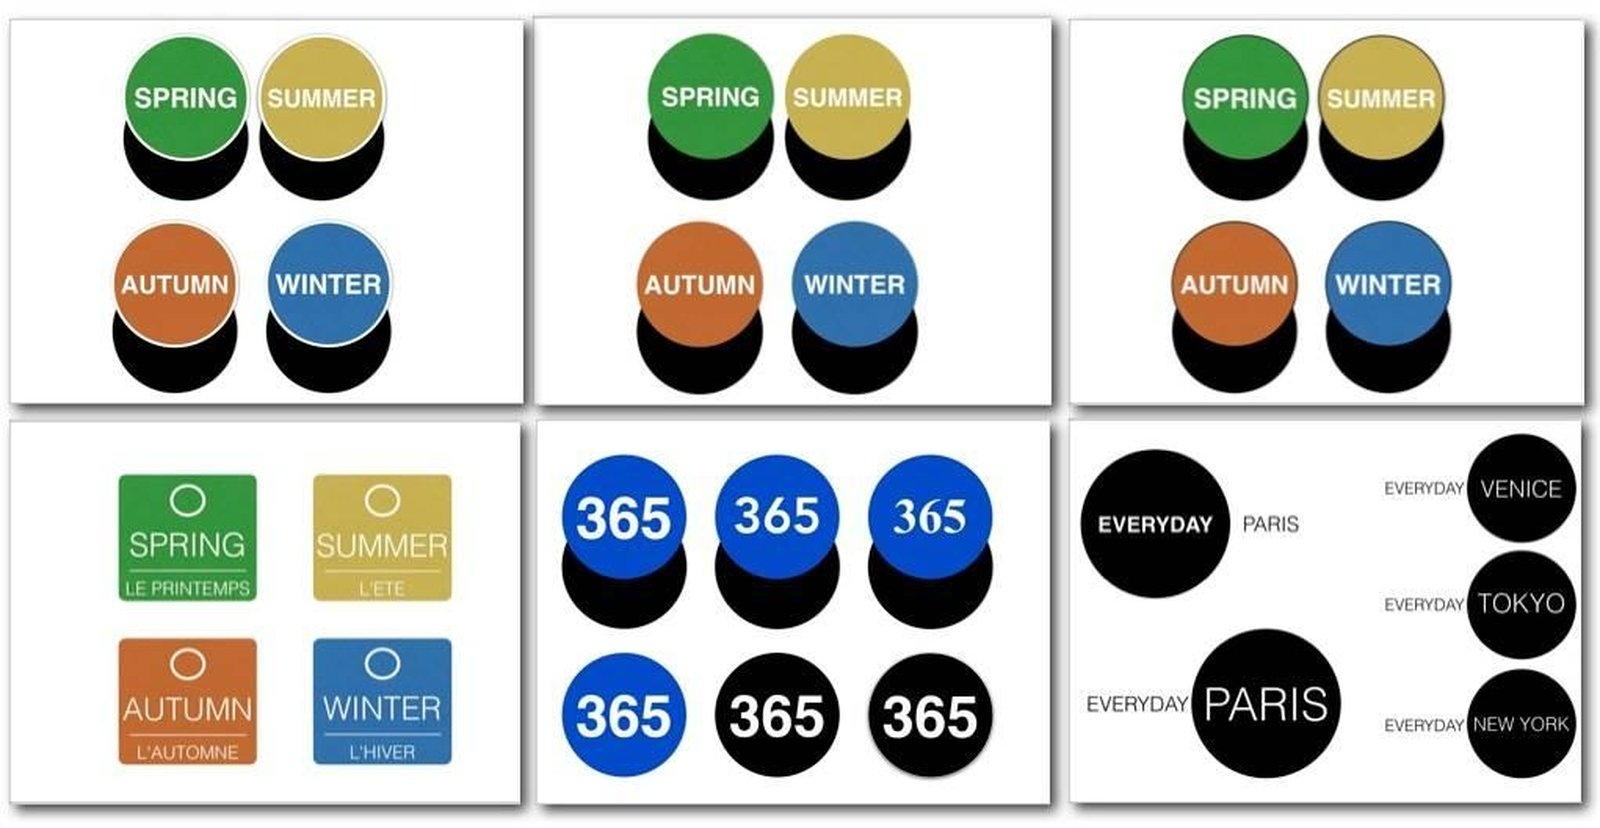 SPRING SUMMER
AUTUMN WINTER
SPRING SUMMER
AUTUMN WINTER
SPRING SUMMER
AUTUMN WINTER
SPRING
LE PRINTEMPS
SUMMER
L'ETE
AUTUMN
L'AUTOMNE
WINTER
L'HIVER
365 365 365
365 365 365
EVERYDAY PARIS
EVERYDAY PARIS
EVERYDAY VENICE
EVERYDAY TOKYO
EVERYDAY NEW YORK